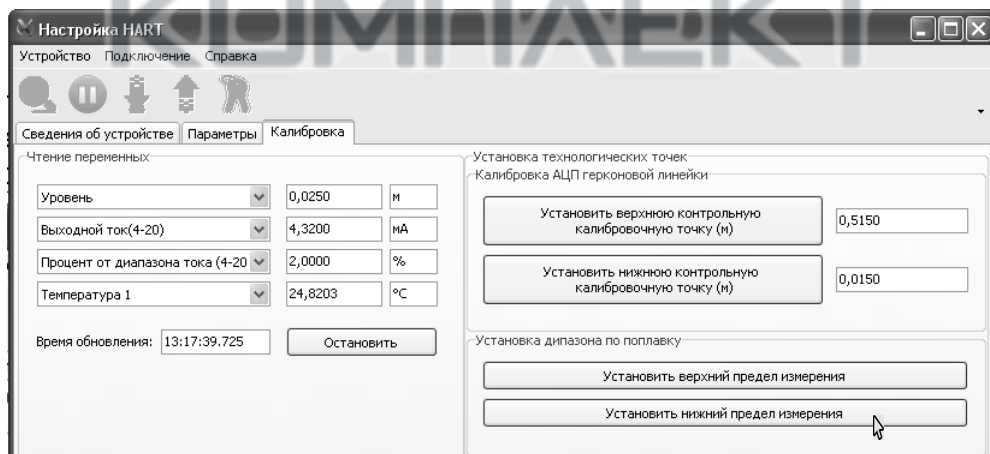 КОМПЛЕКТ
Настройка HART
Устройство Подключение Справка
Сведения об устройстве Параметры Калибровка
Чтение переменных
Уровень 0,0250 м
Выходной ток(4-20) 4,3200 мА
Процент от диапазона тока (4-20 2,0000 %
Температура 1 24,8203 °C
Время обновления: 13:17:39.725 Остановить
Установка технологических точек
Калибровка АЦП герконовой линейки
Установить верхнюю контрольную
калибровочную точку (м) 0,5150
Установить нижнюю контрольную
калибровочную точку (м) 0,0150
Установка дипазона по поплавку
Установить верхний предел измерения
Установить нижний предел измерения